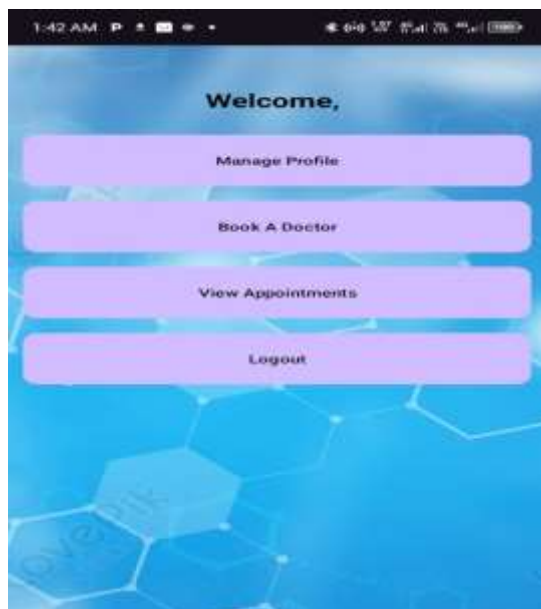 1:42 AM P
Welcome,
Manage Profile
Book A Doctor
View Appointments
Logout